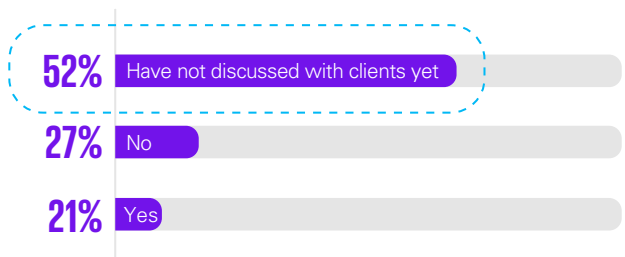 52% Have not discussed with clients yet
27% No
21% Yes